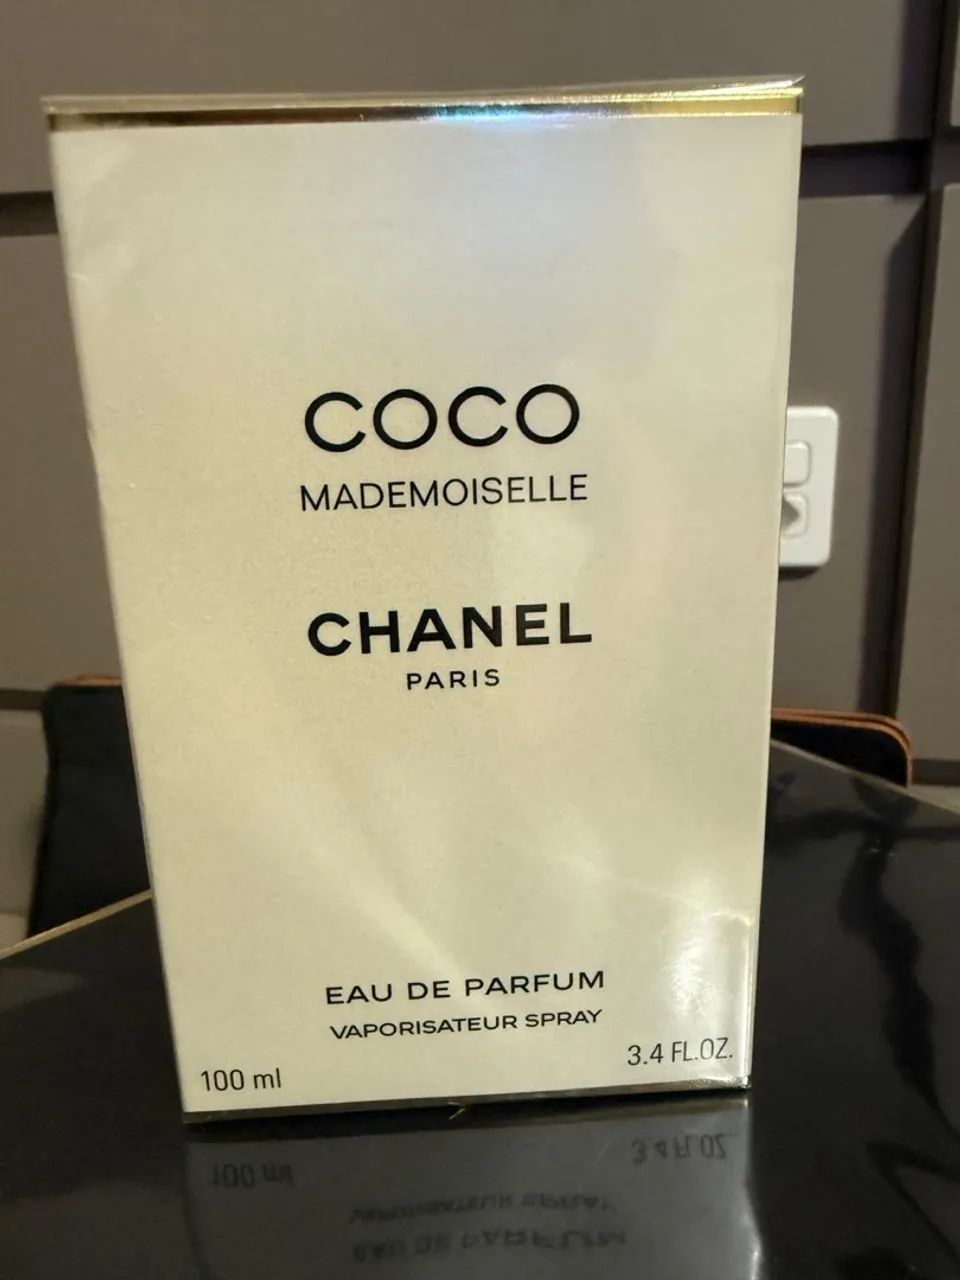 COCO
MADEMOISELLE
CHANEL
PARIS
EAU DE PARFUM
VAPORISATEUR SPRAY
100 ml
3.4 FL.OZ.